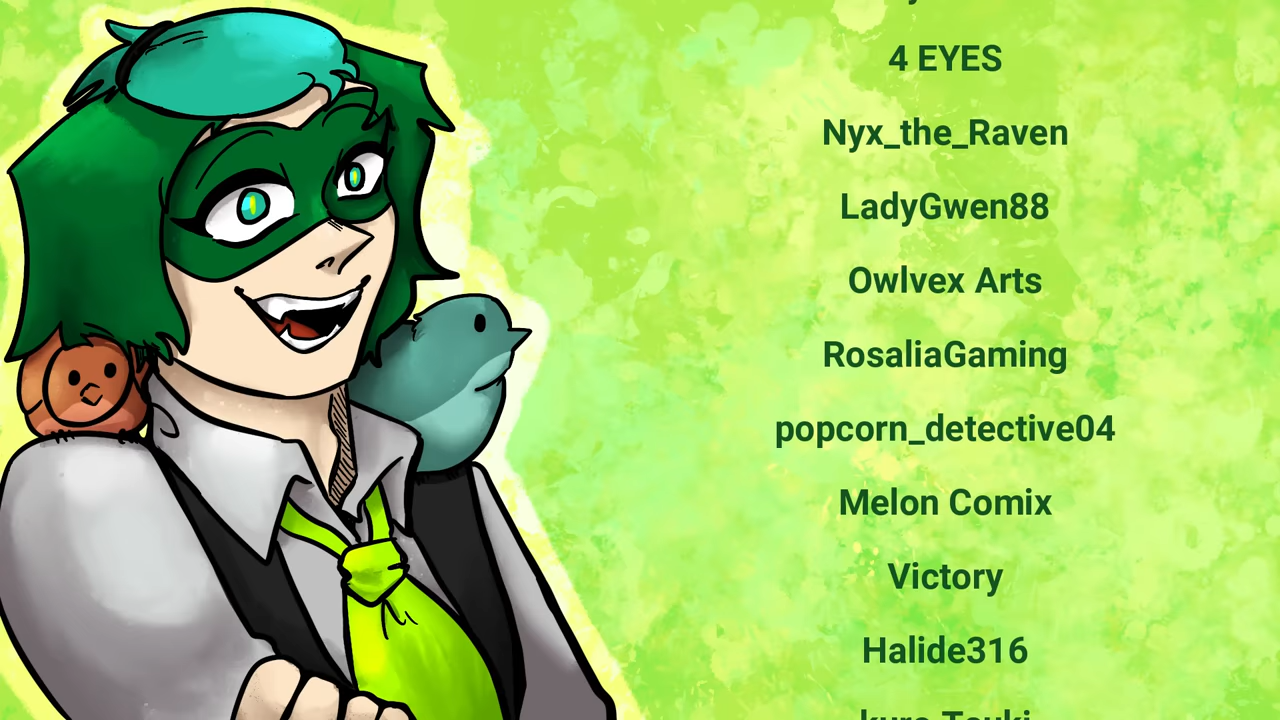 4 EYES
Nyx_the_Raven
LadyGwen88
Owlvex Arts
RosaliaGaming
popcorn_detective04
Melon Comix
Victory
Halide316